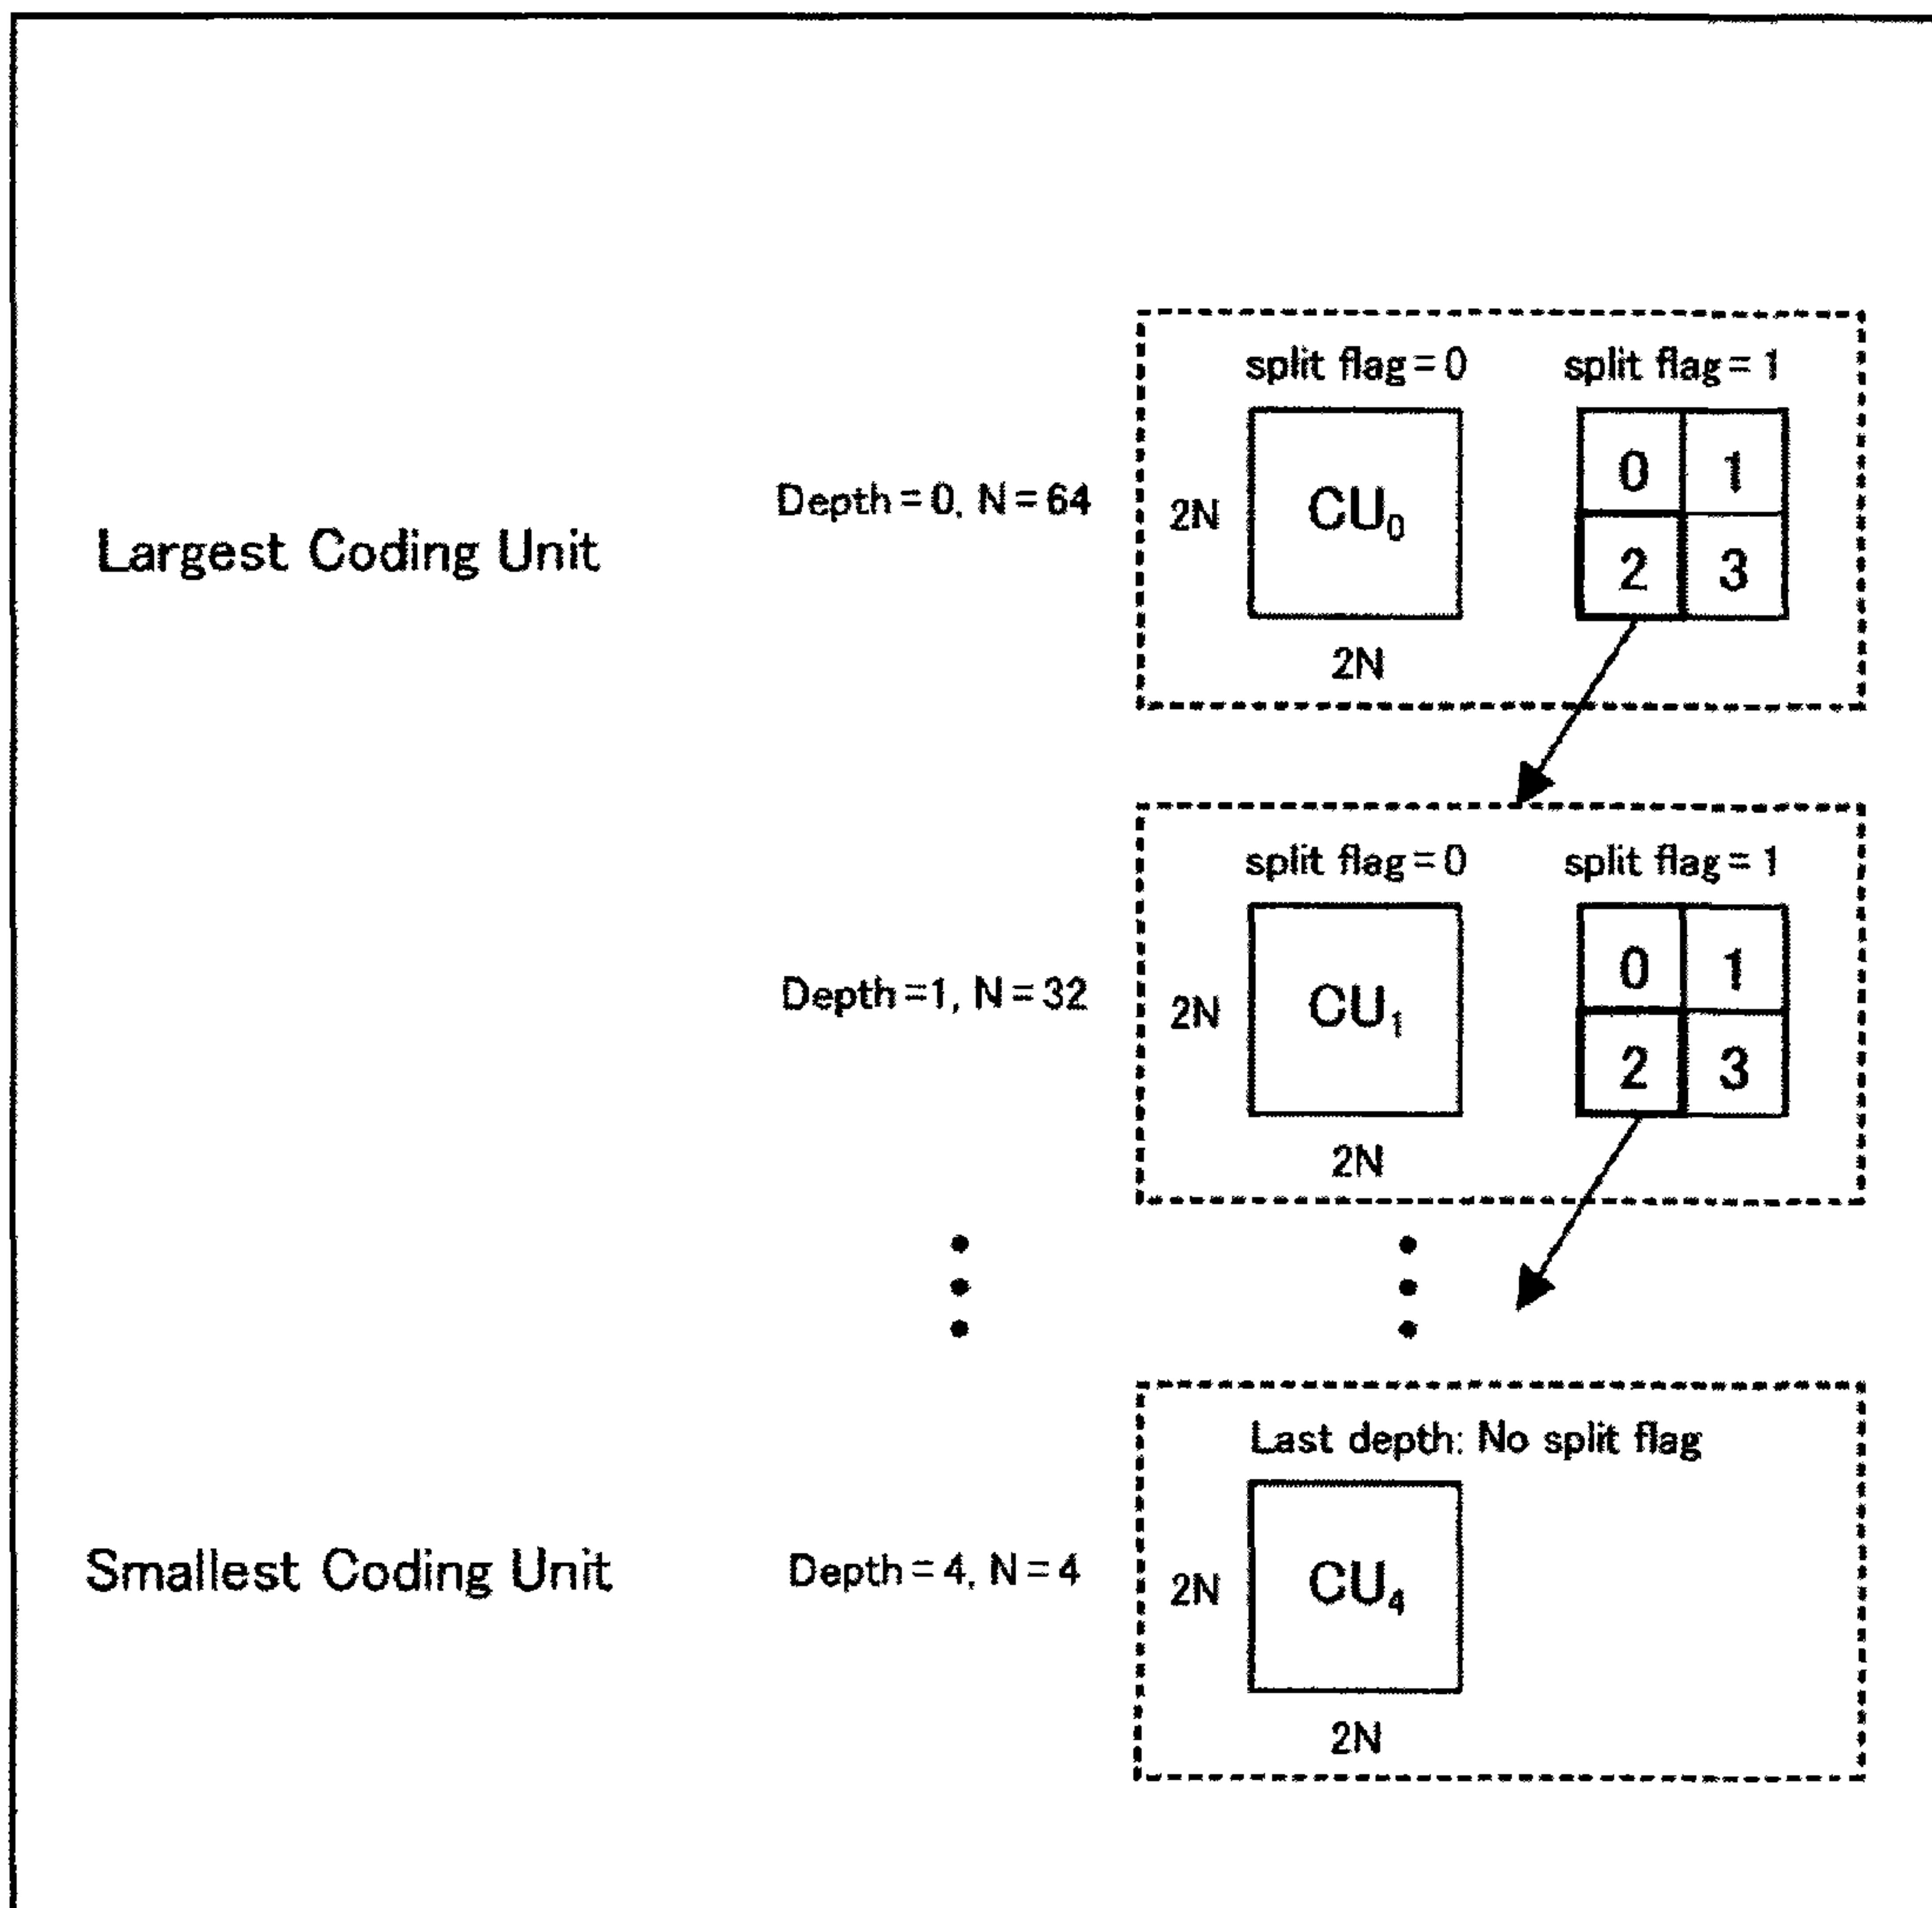 split flag = 0 split flag = 1
Largest Coding Unit
Depth = 0, N = 64
2N
CU₀
0 1
2 3
2N
split flag = 0 split flag = 1
Depth =1, N = 32
2N
CU₁
0 1
2 3
2N
Last depth: No split flag
Smallest Coding Unit
Depth = 4, N = 4
2N
CU₄
2N